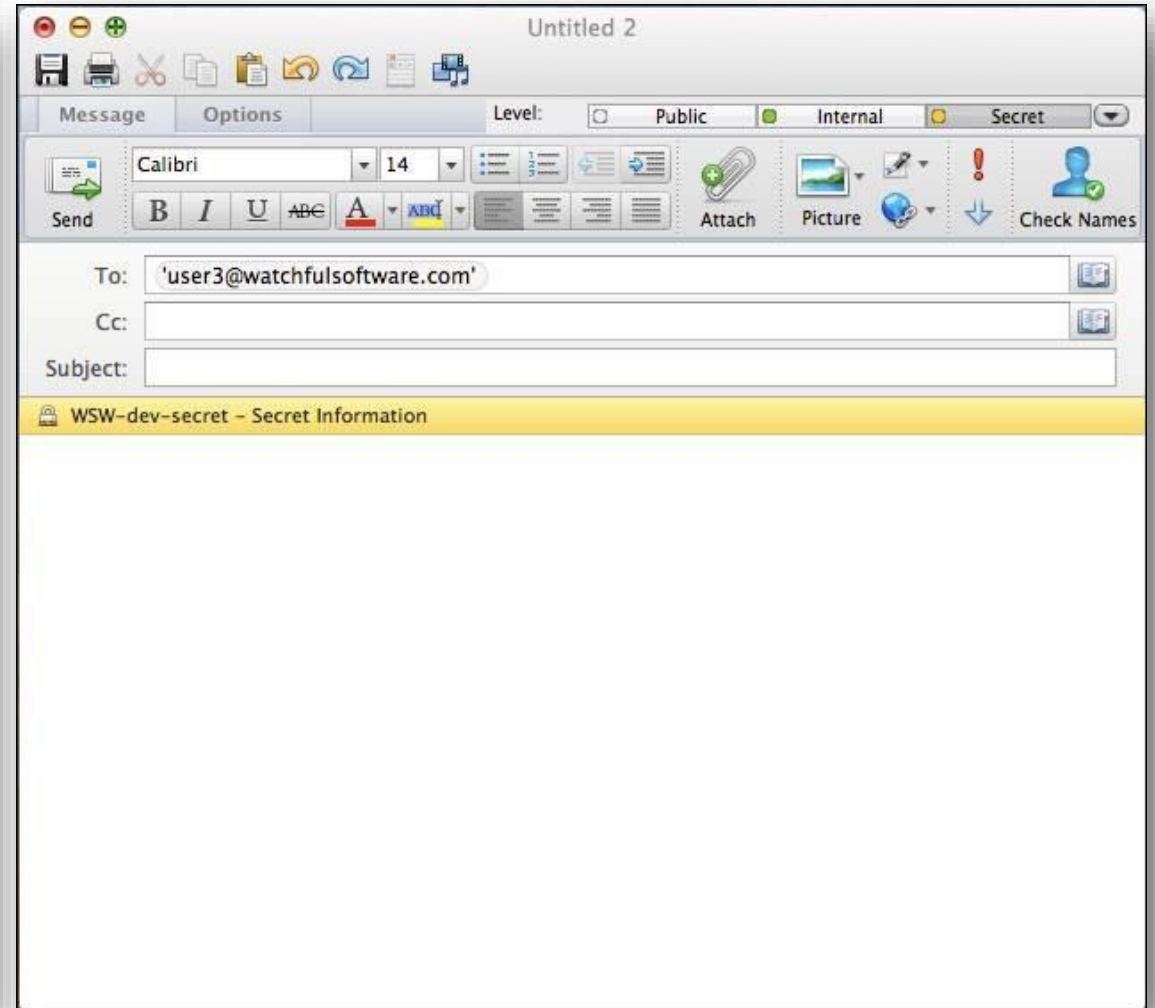 Untitled 2
Message Options Level: Public Internal Secret
Calibri 14
B I U ABC A ABC
Send Attach Picture Check Names
To: 'user3@watchfulsoftware.com'
Cc:
Subject:
WSW-dev-secret – Secret Information